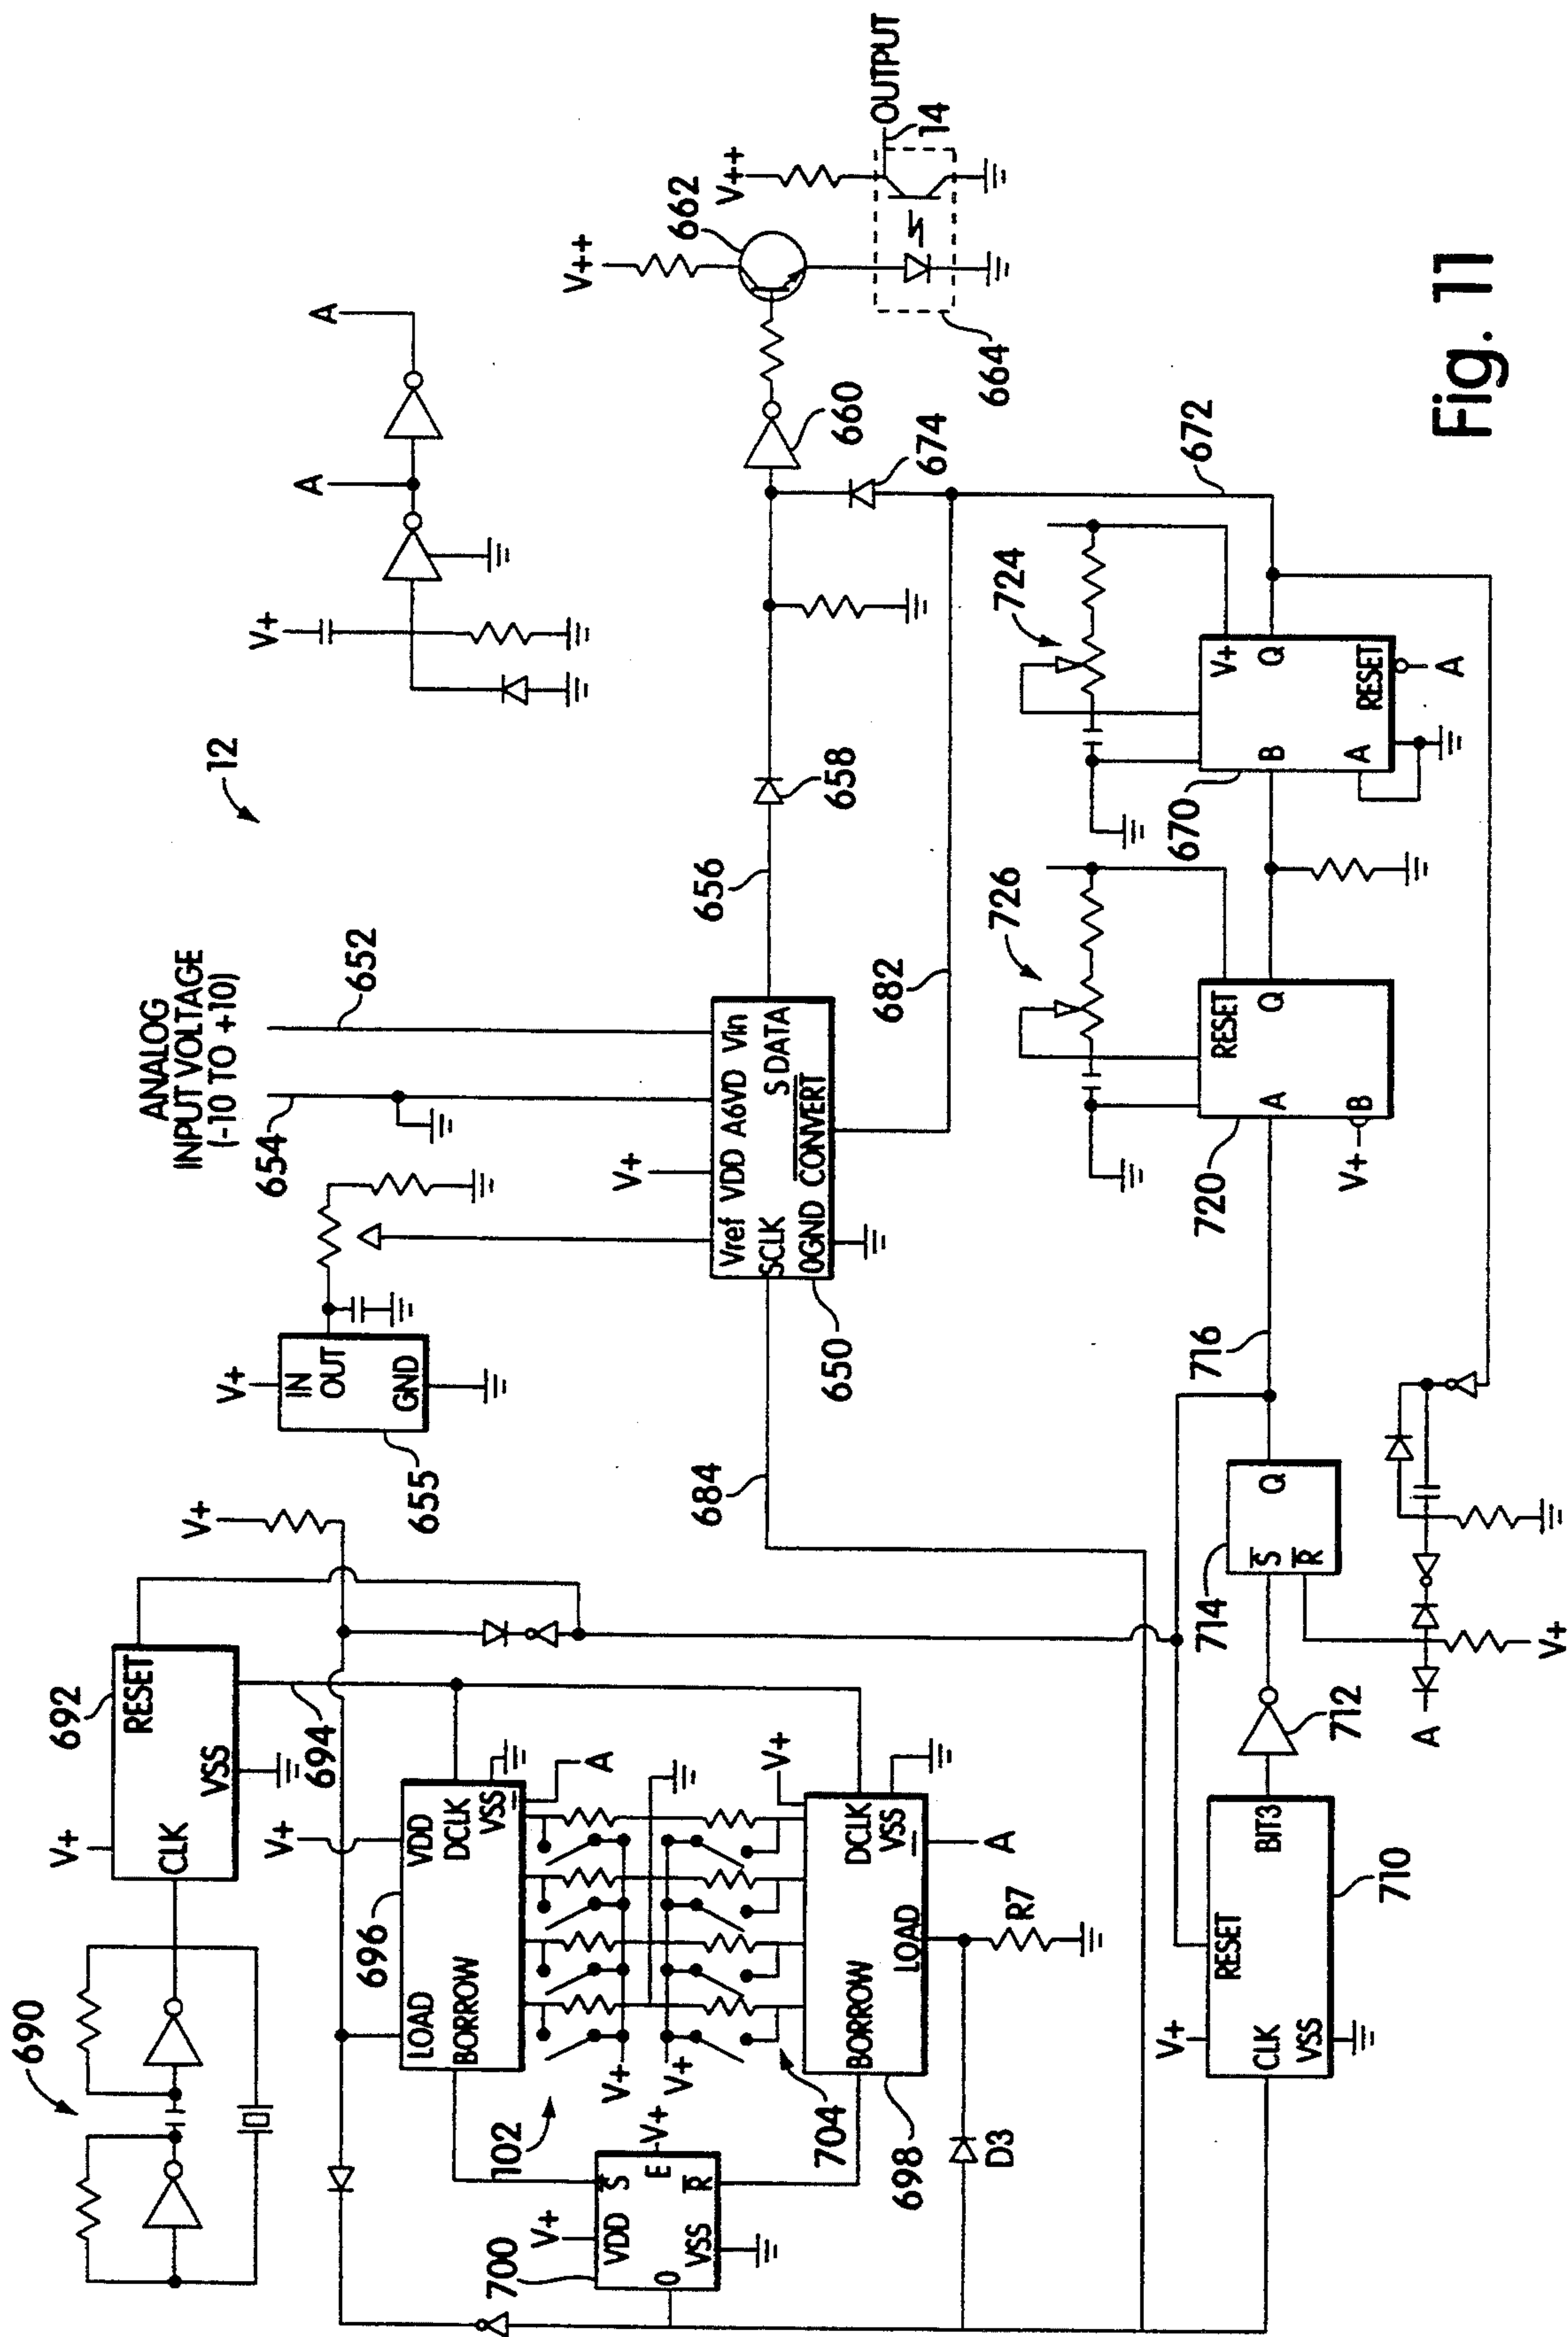 ANALOG
INPUT VOLTAGE
(-10 TO +10)
12
652
654
V+
IN
OUT
GND
655
Vref VDD A6VD Vin
SCLK
S DATA
OGND CONVERT
V+
650
656
658
660
V++
662
V++
OUTPUT
14
664
674
672
682
684
V+
A
A
690
V+
692
RESET
CLK
VSS
694
V+
V+
696
VDD
DCLK
VSS
LOAD
BORROW
A
102
V+
V+
704
V+
BORROW
DCLK
VSS
LOAD
698
A
R7
D3
700
V+
VDD
S
E
V+
R
VSS
0
V+
RESET
CLK
VSS
BIT3
710
712
714
S
R
Q
A
V+
716
720
A
RESET
Q
B
V+
726
724
670
B
V+
Q
A
RESET
A
Fig. 11